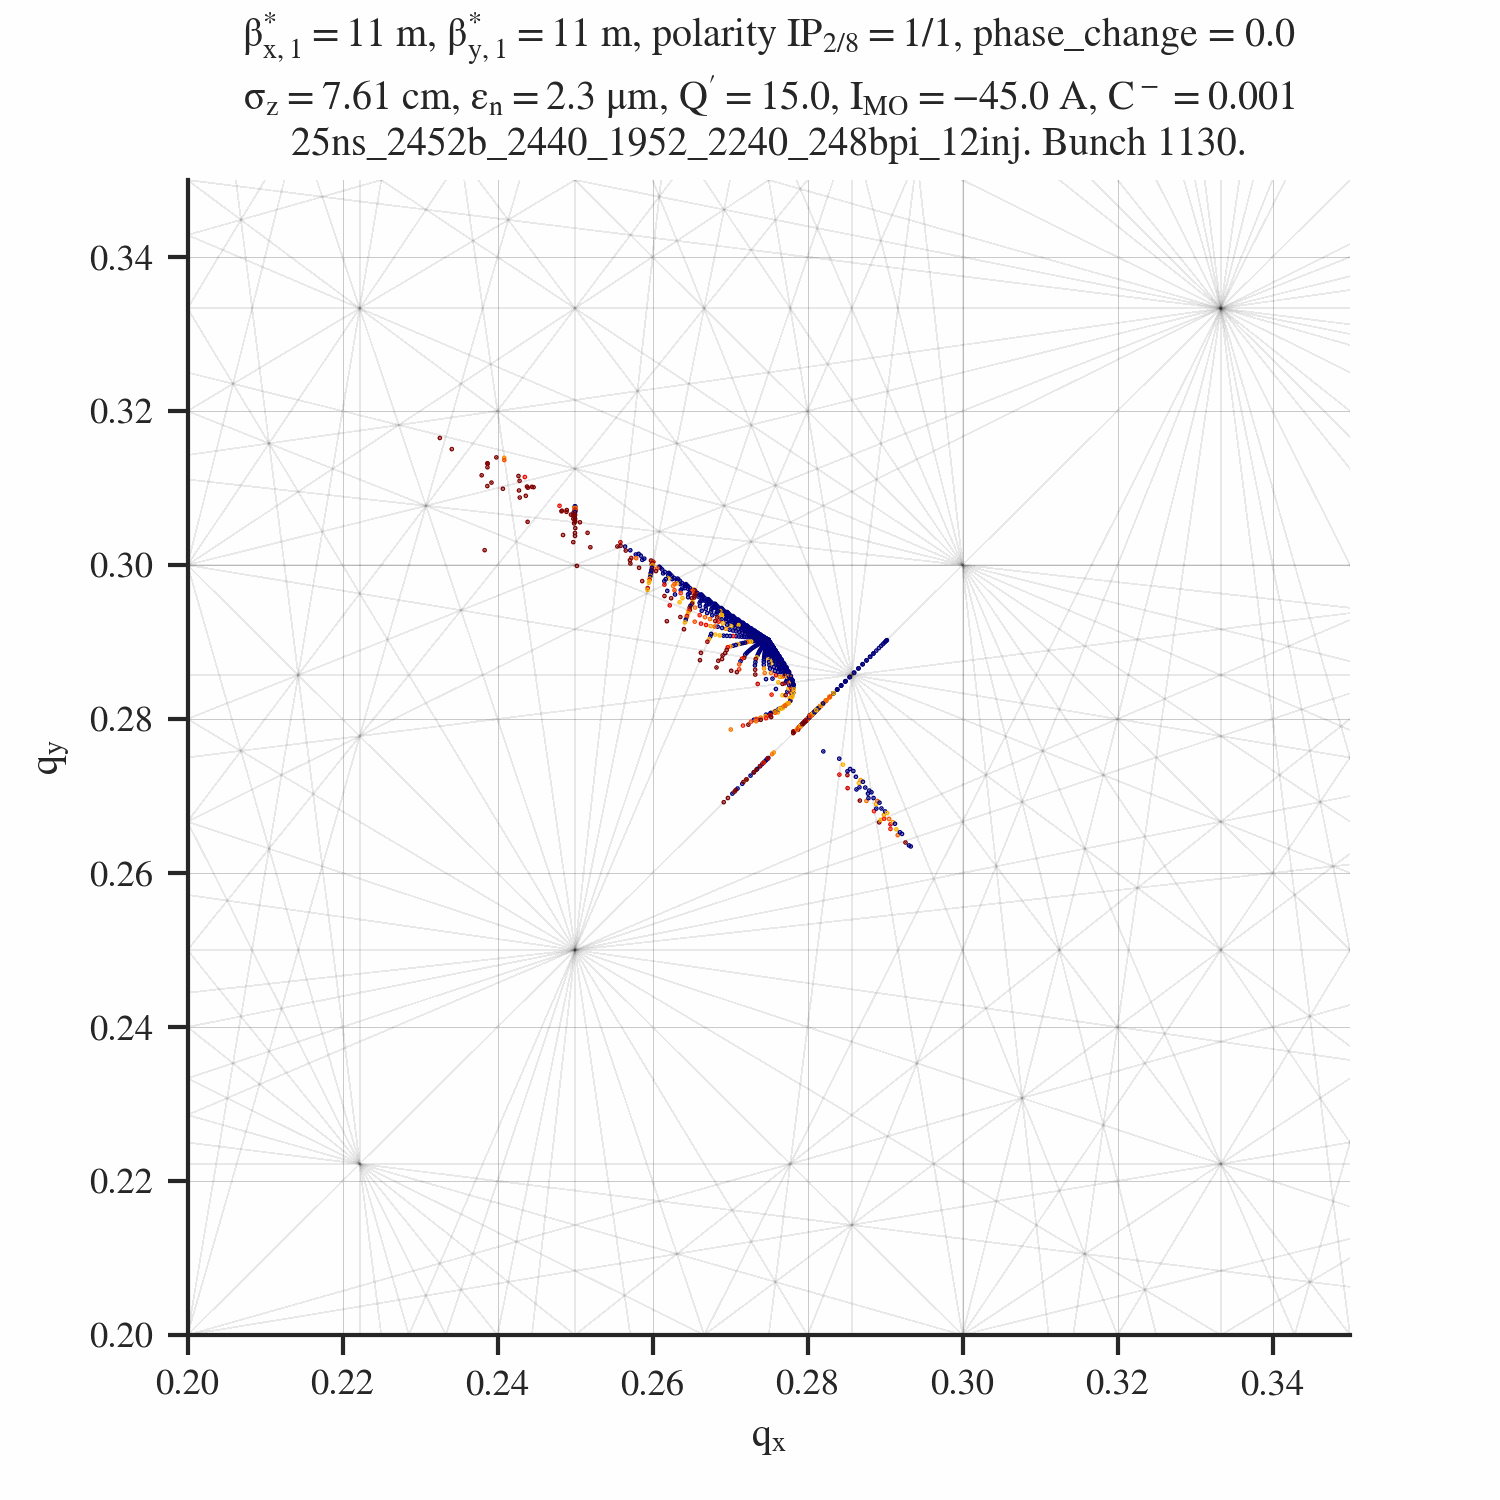 β*x, 1 = 11 m, β*y, 1 = 11 m, polarity IP2/8 = 1/1, phase_change = 0.0
σz = 7.61 cm, εn = 2.3 μm, Q′ = 15.0, IMO = −45.0 A, C− = 0.001
25ns_2452b_2440_1952_2240_248bpi_12inj. Bunch 1130.
0.34
0.32
0.30
0.28
0.26
0.24
0.22
0.20
qy
0.20 0.22 0.24 0.26 0.28 0.30 0.32 0.34
qx